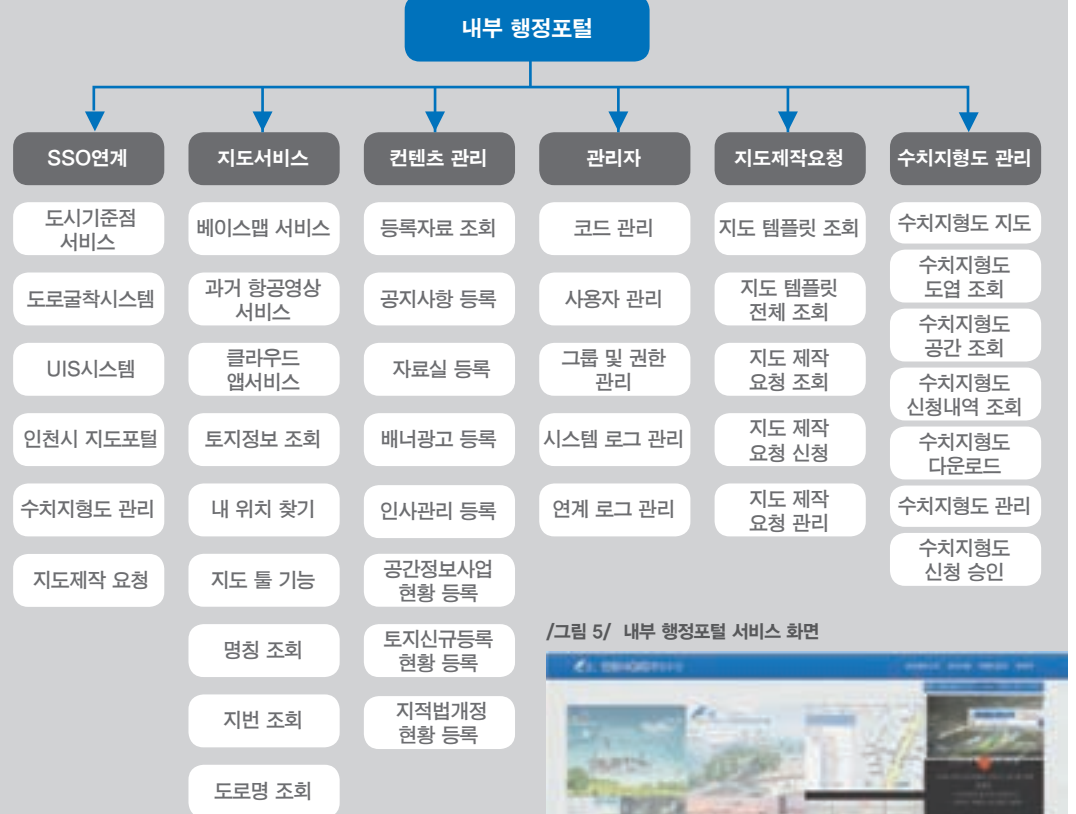 내부 행정포털
SSO연계
도시기준점
서비스
도로굴착시스템
UIS시스템
인천시 지도포털
수치지형도 관리
지도제작 요청
지도서비스
베이스맵 서비스
과거 항공영상
서비스
클라우드
앱서비스
토지정보 조회
내 위치 찾기
지도 툴 기능
명칭 조회
지번 조회
도로명 조회
컨텐츠 관리
등록자료 조회
공지사항 등록
자료실 등록
배너광고 등록
인사관리 등록
공간정보사업
현황 등록
토지신규등록
현황 등록
지적법개정
현황 등록
관리자
코드 관리
사용자 관리
그룹 및 권한
관리
시스템 로그 관리
연계 로그 관리
지도제작요청
지도 템플릿 조회
지도 템플릿
전체 조회
지도 제작
요청 조회
지도 제작
요청 신청
지도 제작
요청 관리
수치지형도 관리
수치지형도 지도
수치지형도
도엽 조회
수치지형도
공간 조회
수치지형도
신청내역 조회
수치지형도
다운로드
수치지형도 관리
수치지형도
신청 승인
/그림 5/ 내부 행정포털 서비스 화면